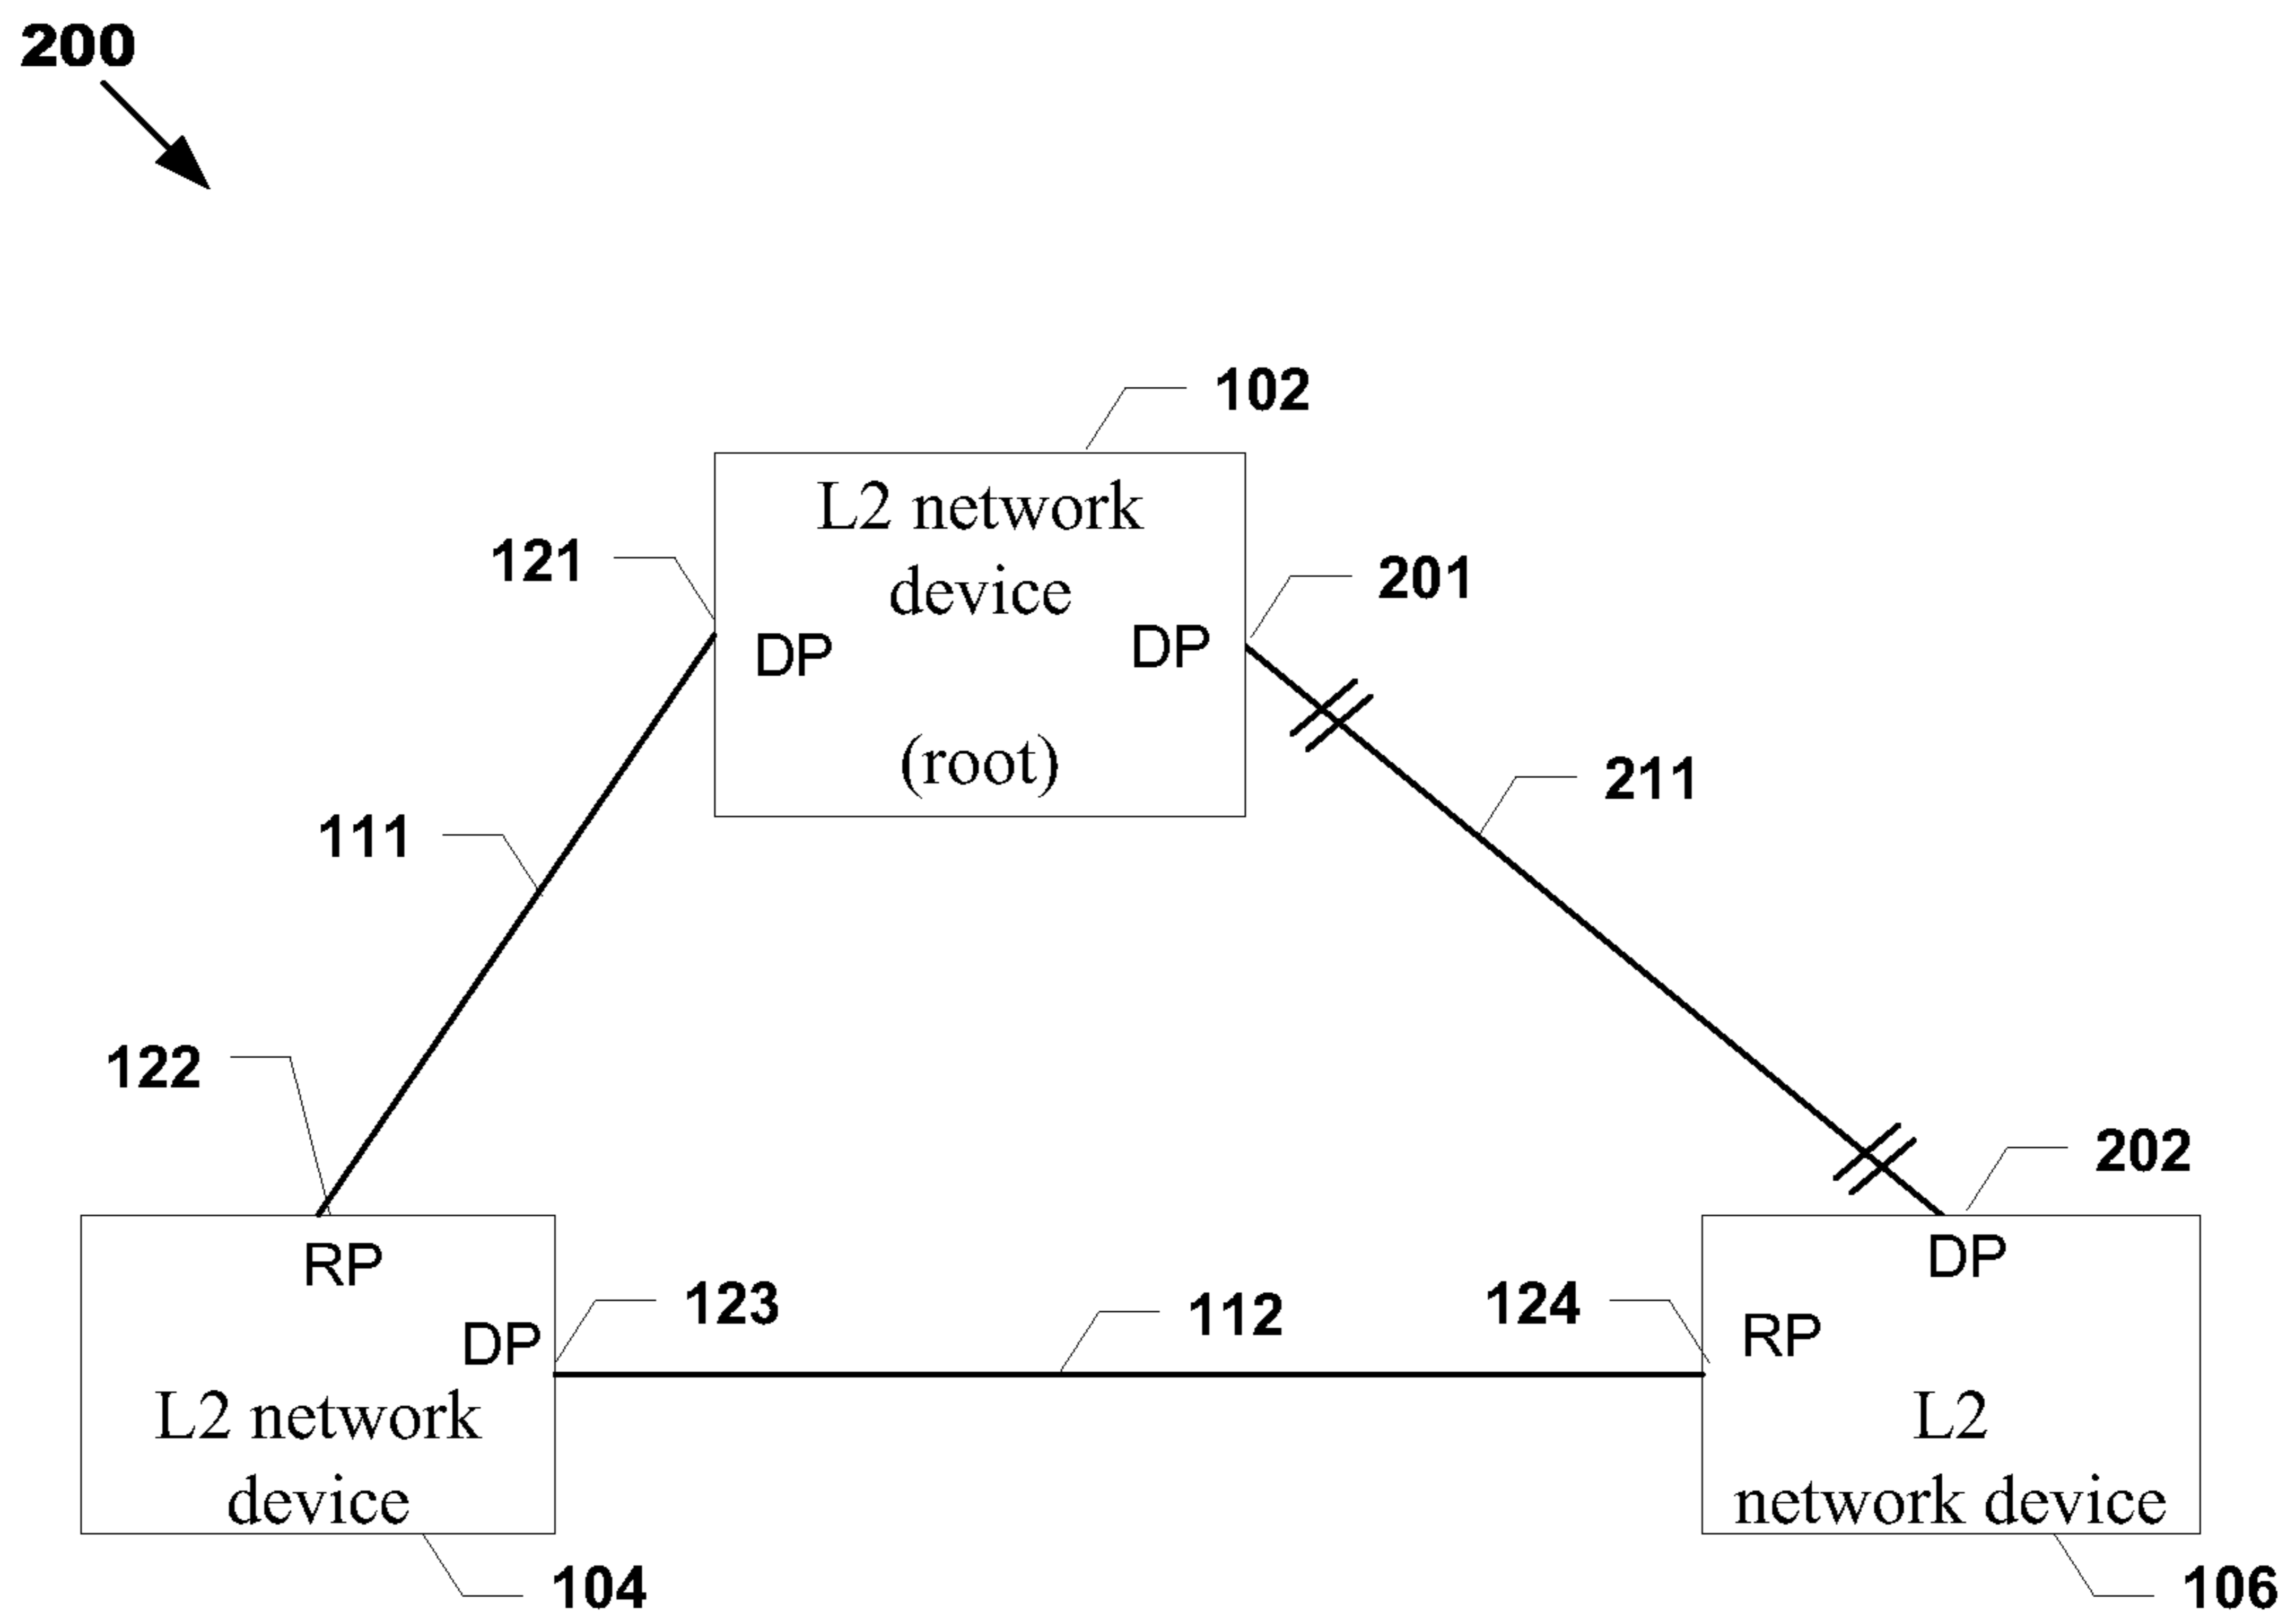 200
102
L2 network
device
121
201
DP
DP
(root)
211
111
122
202
RP
DP
123
112
124
DP
RP
L2 network
device
L2
network device
104
106